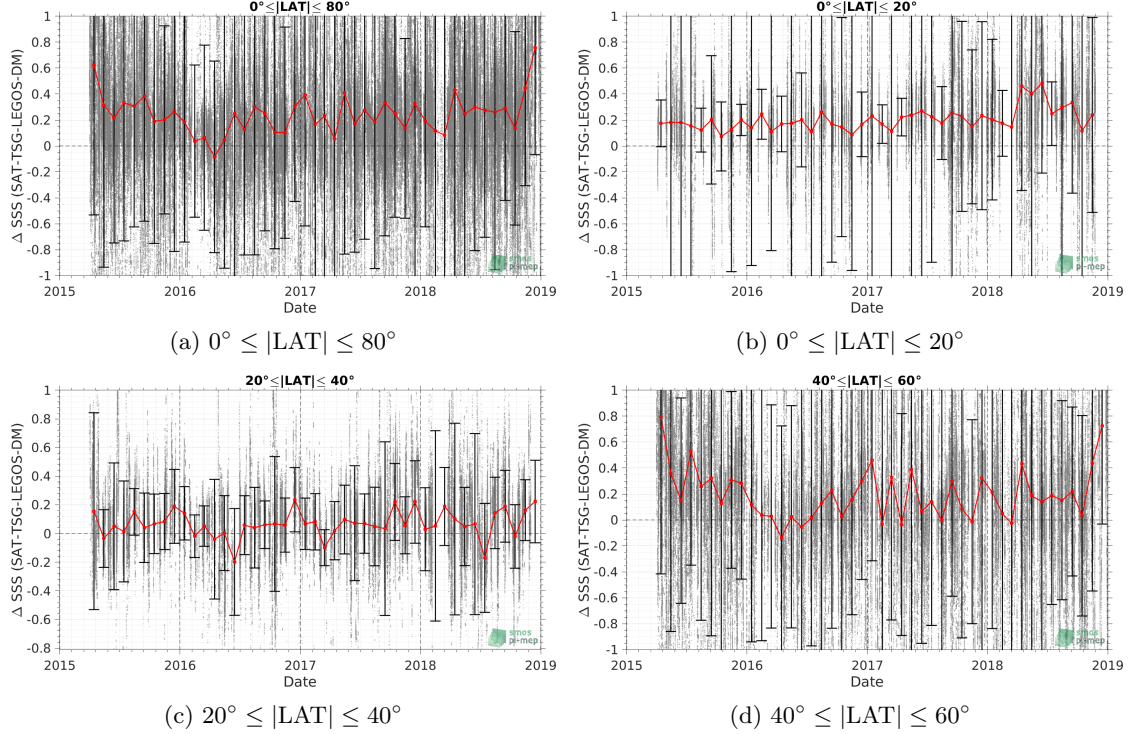 0°≤|LAT|≤ 80°
1
0.8
0.6
0.4
0.2
0
-0.2
-0.4
-0.6
-0.8
-1
Δ SSS (SAT-TSG-LEGOS-DM)
2015 2016 2017 2018 2019
Date
smos
pi-mep
(a) 0° ≤ |LAT| ≤ 80°
0°≤|LAT|≤ 20°
1
0.8
0.6
0.4
0.2
0
-0.2
-0.4
-0.6
-0.8
-1
Δ SSS (SAT-TSG-LEGOS-DM)
2015 2016 2017 2018 2019
Date
smos
pi-mep
(b) 0° ≤ |LAT| ≤ 20°
20°≤|LAT|≤ 40°
1
0.8
0.6
0.4
0.2
0
-0.2
-0.4
-0.6
-0.8
Δ SSS (SAT-TSG-LEGOS-DM)
2015 2016 2017 2018 2019
Date
smos
pi-mep
(c) 20° ≤ |LAT| ≤ 40°
40°≤|LAT|≤ 60°
1
0.8
0.6
0.4
0.2
0
-0.2
-0.4
-0.6
-0.8
-1
Δ SSS (SAT-TSG-LEGOS-DM)
2015 2016 2017 2018 2019
Date
smos
pi-mep
(d) 40° ≤ |LAT| ≤ 60°